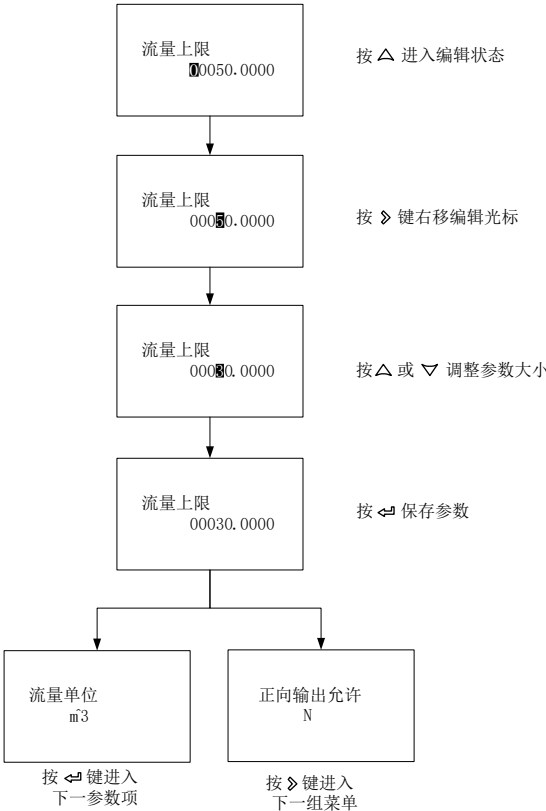 流量上限
00050.0000
按 △ 进入编辑状态
流量上限
00050.0000
按 》 键右移编辑光标
流量上限
00030.0000
按△ 或 ▽ 调整参数大小
流量上限
00030.0000
按 ↵ 保存参数
流量单位
m^3
正向输出允许
N
按 ↵ 键进入
下一参数项
按 》 键进入
下一组菜单